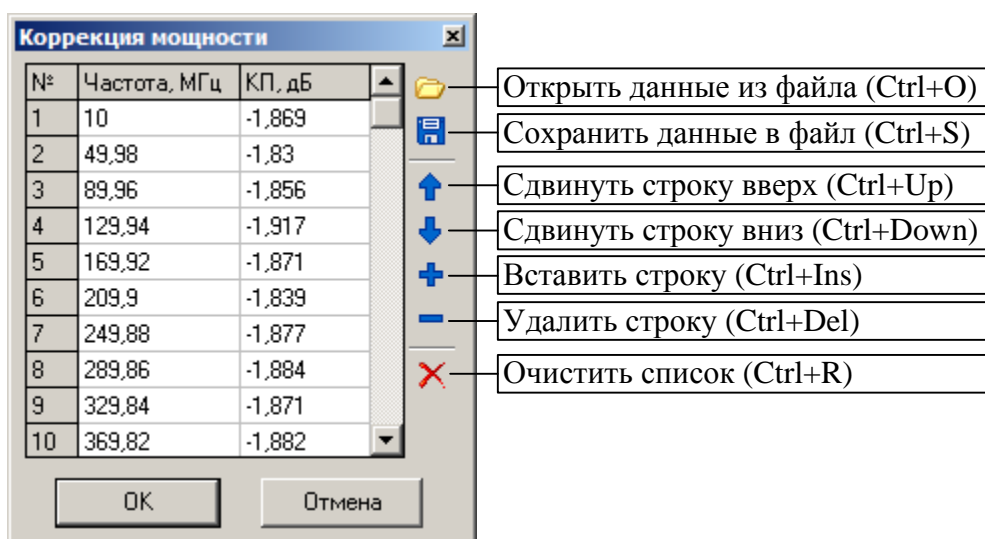 Коррекция мощности
№ Частота, МГц КП, дБ
1 10 -1,869
2 49,98 -1,83
3 89,96 -1,856
4 129,94 -1,917
5 169,92 -1,871
6 209,9 -1,839
7 249,88 -1,877
8 289,86 -1,884
9 329,84 -1,871
10 369,82 -1,882
OK Отмена
Открыть данные из файла (Ctrl+O)
Сохранить данные в файл (Ctrl+S)
Сдвинуть строку вверх (Ctrl+Up)
Сдвинуть строку вниз (Ctrl+Down)
Вставить строку (Ctrl+Ins)
Удалить строку (Ctrl+Del)
Очистить список (Ctrl+R)